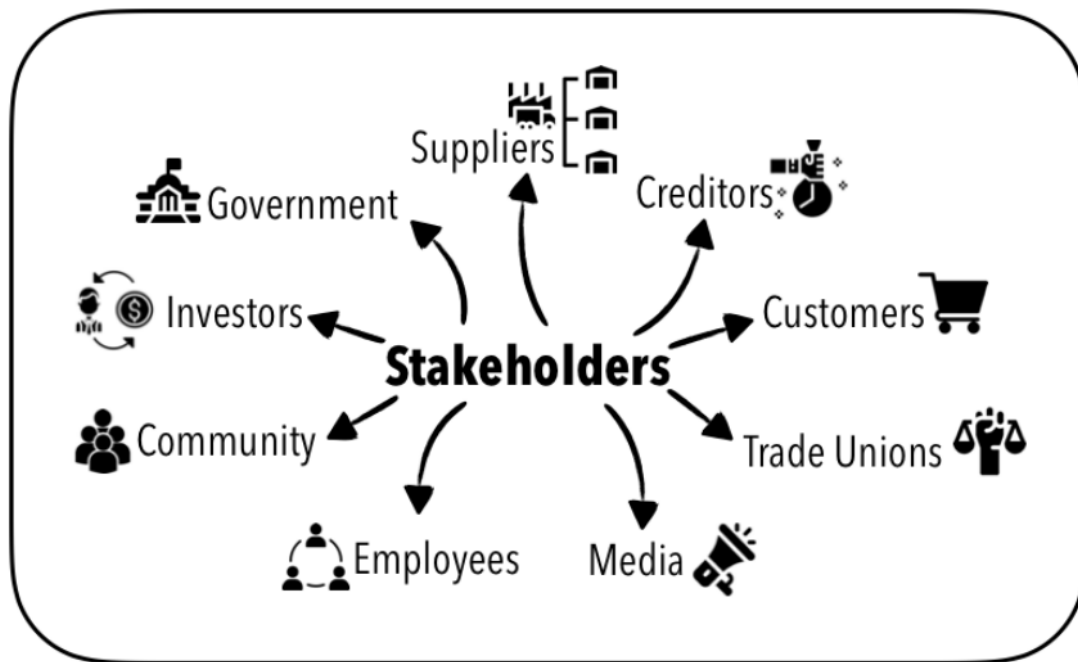 Suppliers
Creditors
Government
Customers
Investors
Stakeholders
Community
Trade Unions
Employees
Media